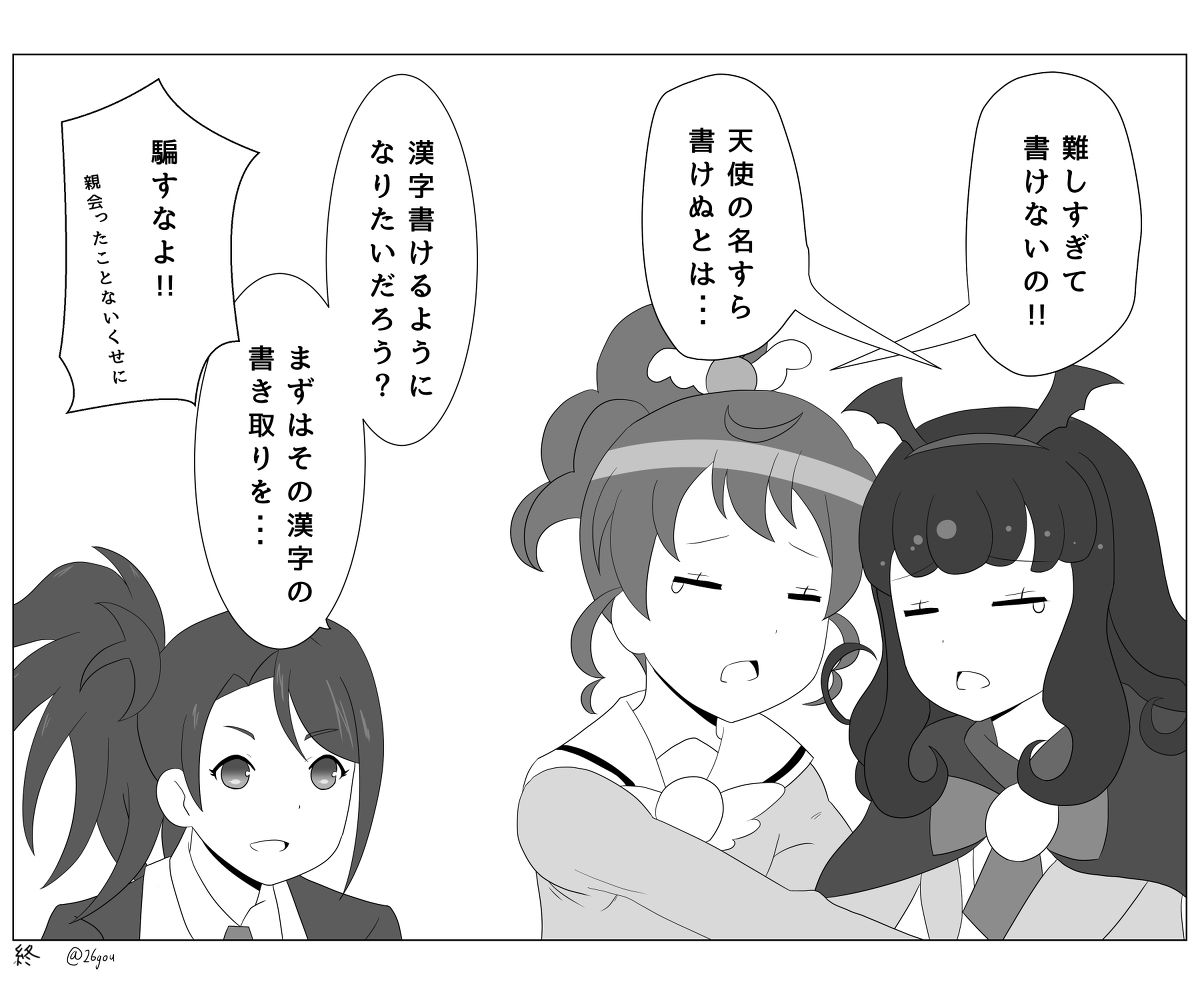 難しすぎて
書けないの!!
天使の名すら
書けぬとは…
漢字書けるように
なりたいだろう?
まずはその漢字の
書き取りを…
騙すなよ!!
親会ったことないくせに
終
@26gou